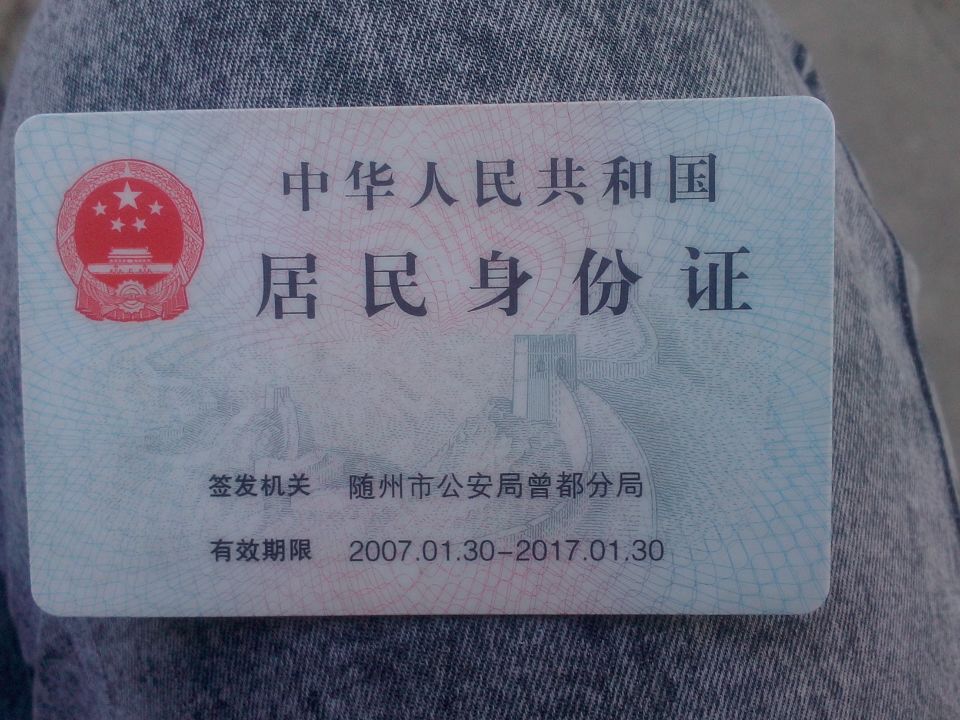 中华人民共和国
居民身份证
签发机关 随州市公安局曾都分局
有效期限 2007.01.30-2017.01.30